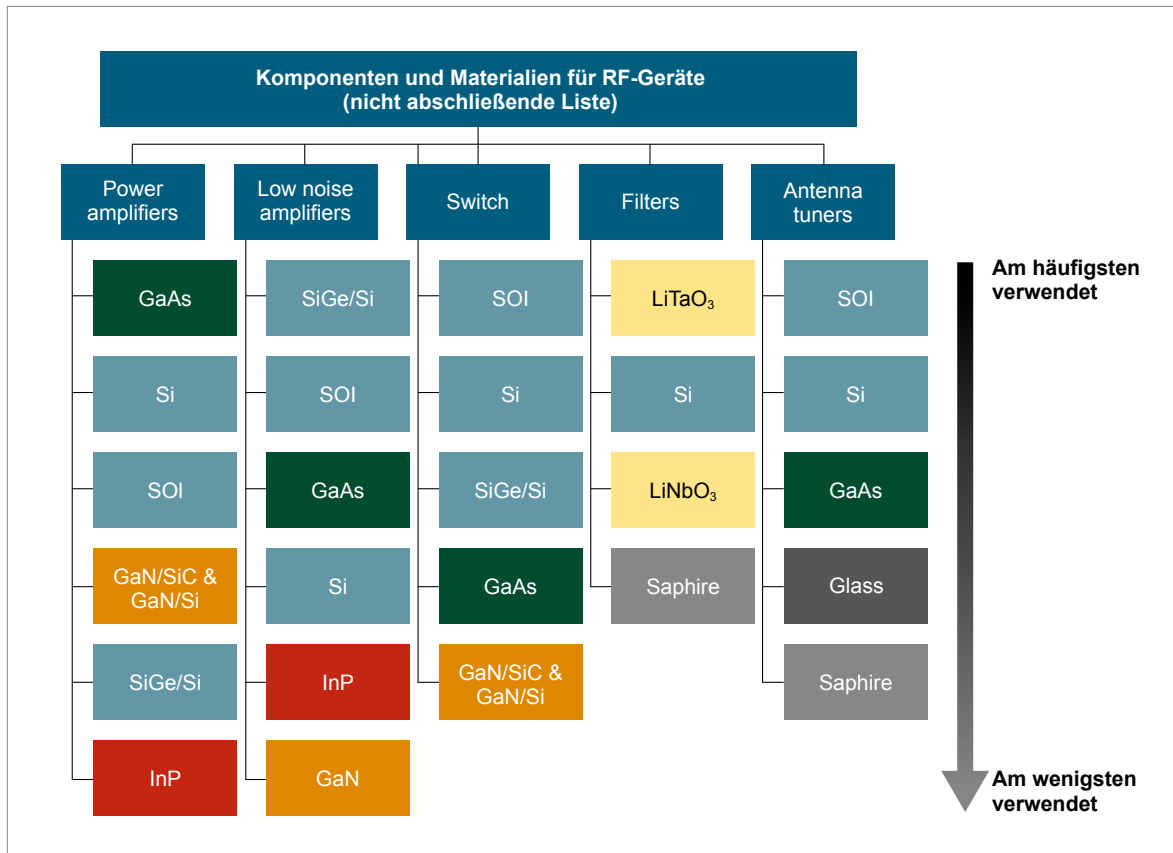 Komponenten und Materialien für RF-Geräte
(nicht abschließende Liste)
Power
amplifiers
Low noise
amplifiers
Switch
Filters
Antenna
tuners
GaAs
SiGe/Si
SOI
LiTaO₃
SOI
Am häufigsten
verwendet
Si
SOI
Si
Si
Si
SOI
GaAs
SiGe/Si
LiNbO₃
GaAs
GaN/SiC &
GaN/Si
Si
GaAs
Saphire
Glass
SiGe/Si
InP
GaN/SiC &
GaN/Si
Saphire
InP
GaN
Am wenigsten
verwendet